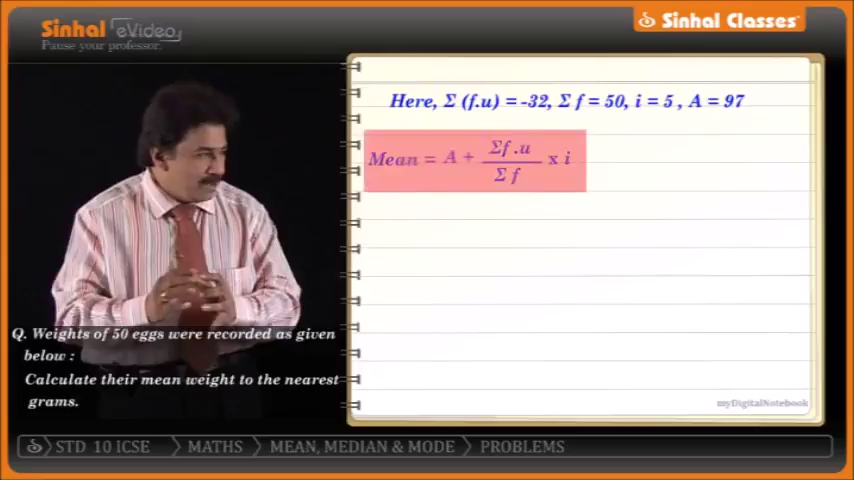 Sinhal eVideo
Pause your professor.
Sinhal Classes
Here, Σ (f.u) = -32, Σ f = 50, i = 5 , A = 97
Mean = A + Σf .u / Σ f x i
Q. Weights of 50 eggs were recorded as given
below :
Calculate their mean weight to the nearest
grams.
myDigitalNotebook
STD 10 ICSE
MATHS
MEAN, MEDIAN & MODE
PROBLEMS